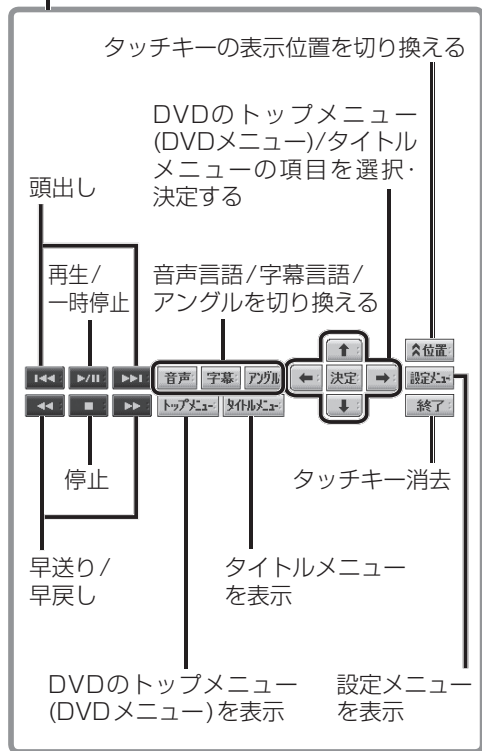 タッチキーの表示位置を切り換える
DVDのトップメニュー
(DVDメニュー)/タイトル
メニューの項目を選択・
決定する
頭出し
再生/
一時停止
音声言語/字幕言語/
アングルを切り換える
位置
音声 字幕 アングル 決定 設定メニュー
トップメニュー タイトルメニュー 終了
停止
タッチキー消去
早送り/
早戻し
タイトルメニュー
を表示
DVDのトップメニュー
(DVDメニュー)を表示
設定メニュー
を表示